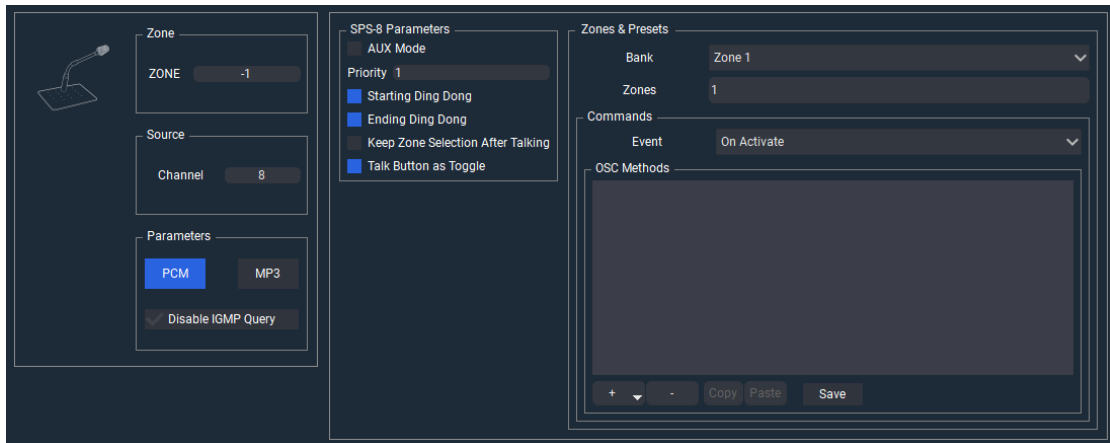 Zone
ZONE -1
Source
Channel 8
Parameters
PCM MP3
Disable IGMP Query
SPS-8 Parameters
AUX Mode
Priority 1
Starting Ding Dong
Ending Ding Dong
Keep Zone Selection After Talking
Talk Button as Toggle
Zones & Presets
Bank Zone 1
Zones 1
Commands
Event On Activate
OSC Methods
+ - Copy Paste Save